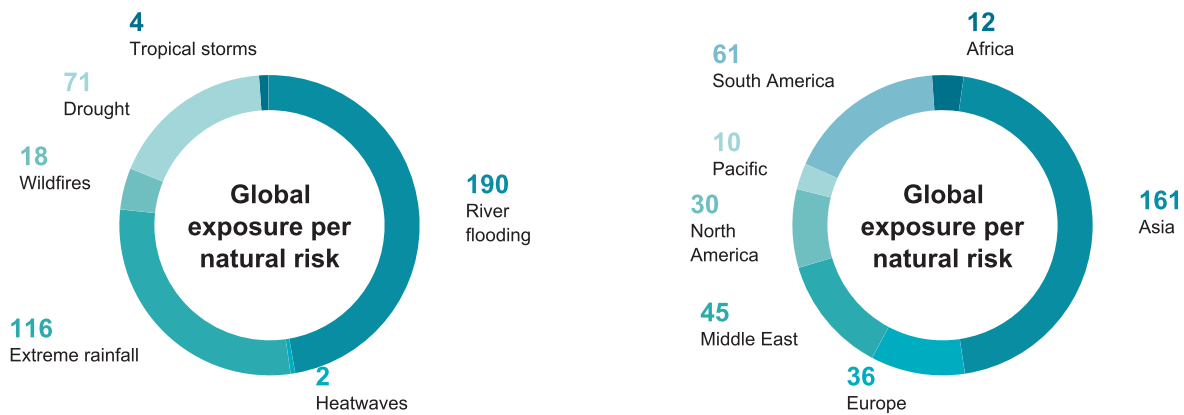 4
Tropical storms
71
Drought
18
Wildfires
116
Extreme rainfall
2
Heatwaves
190
River
flooding
Global
exposure per
natural risk
12
Africa
61
South America
10
Pacific
30
North
America
45
Middle East
36
Europe
161
Asia
Global
exposure per
natural risk